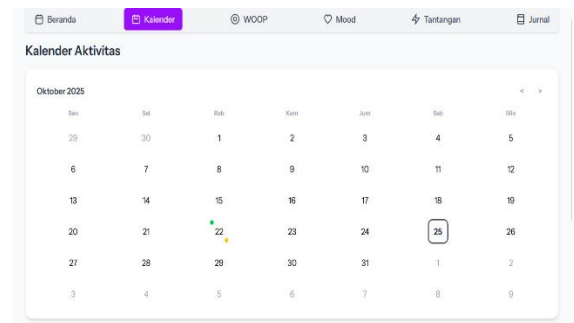 Beranda Kalender WOOP Mood Tantangan Jurnal
Kalender Aktivitas
Oktober 2025 < >
Sen Sel Rab Kam Jum Sab Min
29 30 1 2 3 4 5
6 7 8 9 10 11 12
13 14 15 16 17 18 19
20 21 22 23 24 25 26
27 28 29 30 31 1 2
3 4 5 6 7 8 9